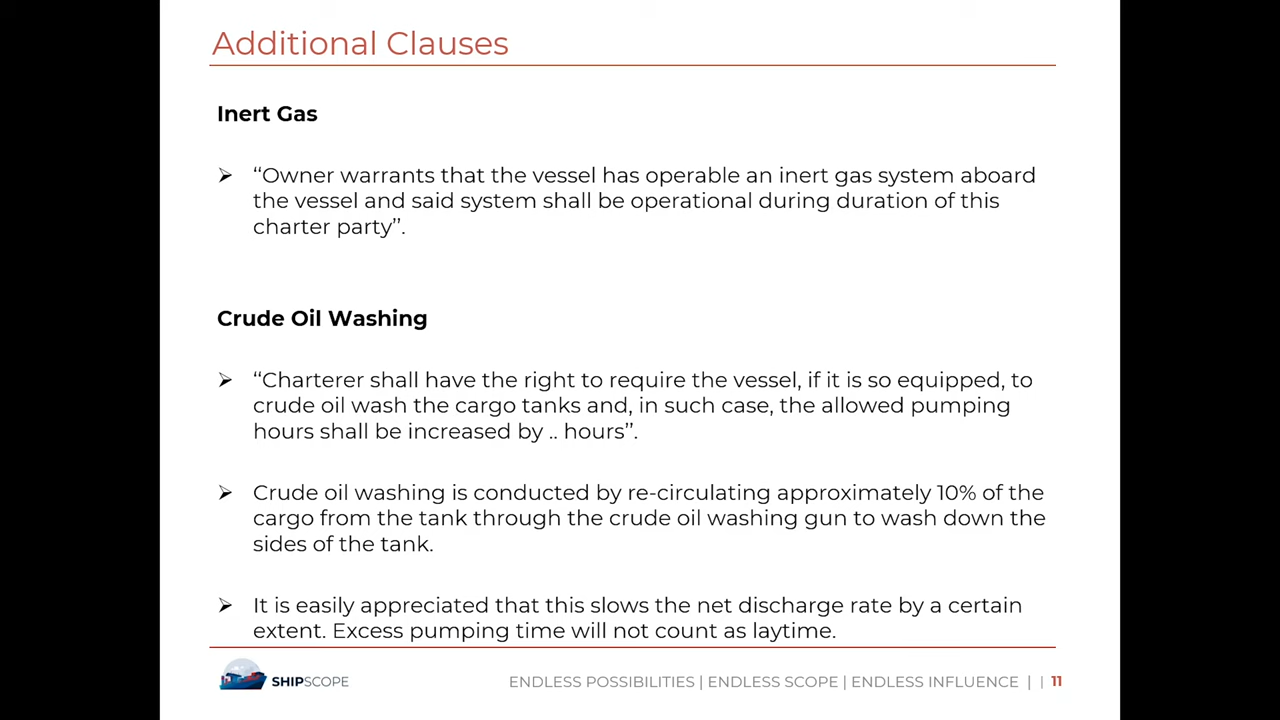 Additional Clauses
Inert Gas
➢ “Owner warrants that the vessel has operable an inert gas system aboard
the vessel and said system shall be operational during duration of this
charter party”.
Crude Oil Washing
➢ “Charterer shall have the right to require the vessel, if it is so equipped, to
crude oil wash the cargo tanks and, in such case, the allowed pumping
hours shall be increased by .. hours”.
➢ Crude oil washing is conducted by re-circulating approximately 10% of the
cargo from the tank through the crude oil washing gun to wash down the
sides of the tank.
➢ It is easily appreciated that this slows the net discharge rate by a certain
extent. Excess pumping time will not count as laytime.
SHIPSCOPE
ENDLESS POSSIBILITIES | ENDLESS SCOPE | ENDLESS INFLUENCE | | 11